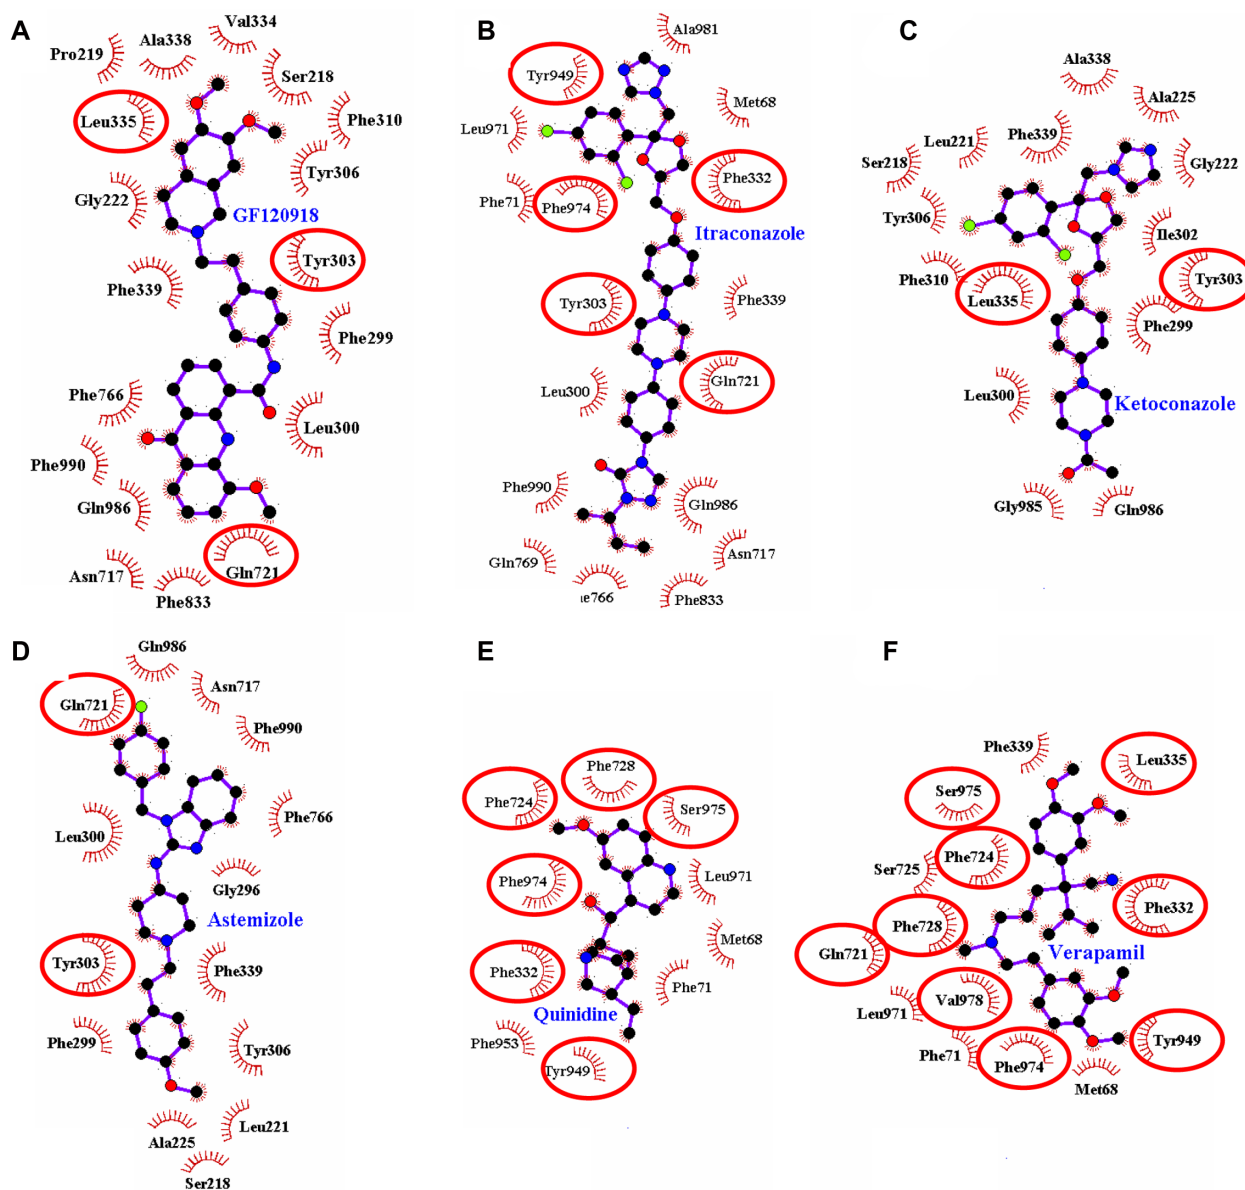 A
Val334
Ala338
Pro219
Ser218
Leu335
Phe310
Tyr306
Gly222
GF120918
Tyr303
Phe339
Phe299
Phe766
Leu300
Phe990
Gln986
Asn717
Gln721
Phe833
B
Ala981
Tyr949
Met68
Leu971
Phe332
Phe71
Phe974
Itraconazole
Tyr303
Phe339
Gln721
Leu300
Phe990
Gln986
Gln769
Asn717
ıe766
Phe833
C
Ala338
Ala225
Phe339
Leu221
Ser218
Gly222
Tyr306
Ile302
Phe310
Tyr303
Leu335
Phe299
Leu300
Ketoconazole
Gly985
Gln986
D
Gln986
Gln721
Asn717
Phe990
Leu300
Phe766
Gly296
Astemizole
Tyr303
Phe339
Phe299
Tyr306
Leu221
Ala225
Ser218
E
Phe728
Phe724
Ser975
Phe974
Leu971
Met68
Phe332
Phe71
Quinidine
Phe953
Tyr949
F
Phe339
Leu335
Ser975
Phe724
Ser725
Phe332
Phe728
Gln721
Verapamil
Val978
Leu971
Tyr949
Phe71
Phe974
Met68